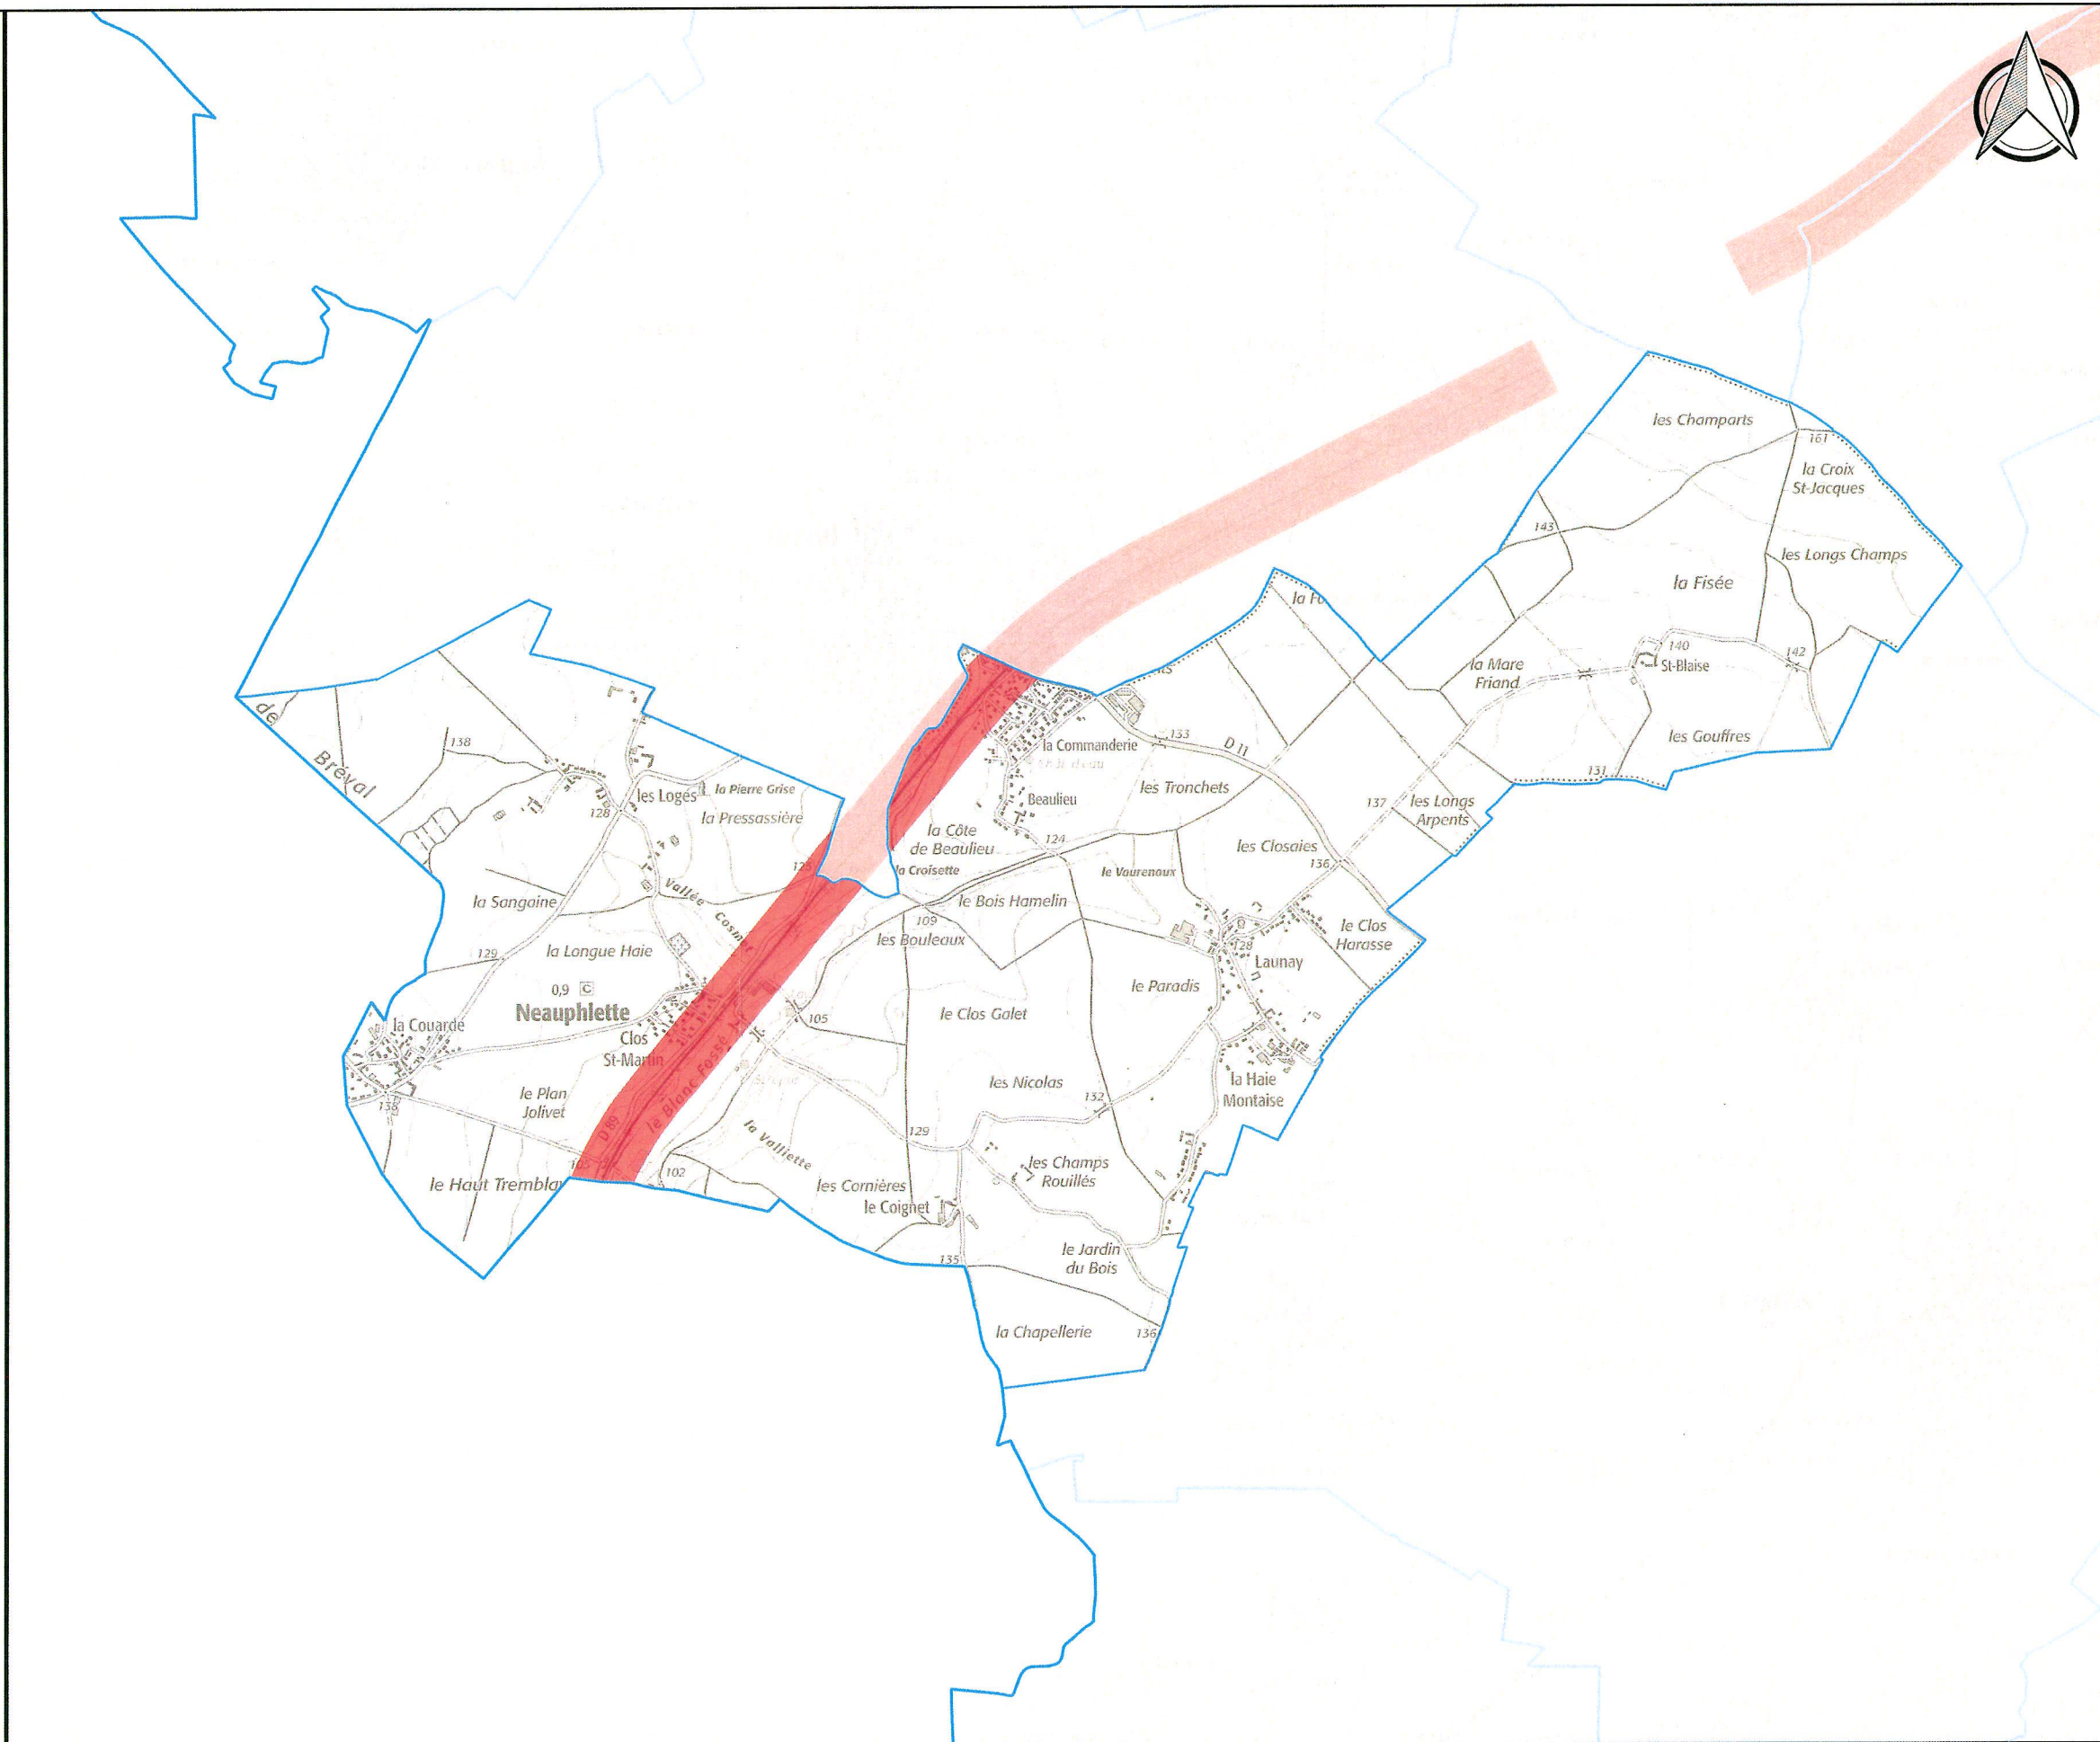 les Champarts
161
la Croix
St-Jacques
143
les Longs Champs
la Fisée
la Mare
Friand
140
St-Blaise
142
les Gouffres
131
de
Bréval
138
les Loges
la Pierre Grise
la Pressassière
128
la Commanderie
133
D 11
Beaulieu
les Tronchets
137
les Longs
Arpents
la Côte
de Beaulieu
124
les Closaies
136
la Croisette
le Vaurenoux
la Sangaine
Vallée
le Bois Hamelin
109
les Bouleaux
le Clos
Harasse
128
Launay
129
la Longue Haie
0,9 C
Neauphlette
le Paradis
le Clos Galet
105
la Couarde
Clos
St-Martin
le Blanc Fossé
les Nicolas
la Haie
Montaise
132
138
le Plan
Jolivet
D 89
la Valliette
129
102
les Champs
Rouillés
le Haut Tremblay
les Cornières
le Coignet
135
le Jardin
du Bois
la Chapellerie
136